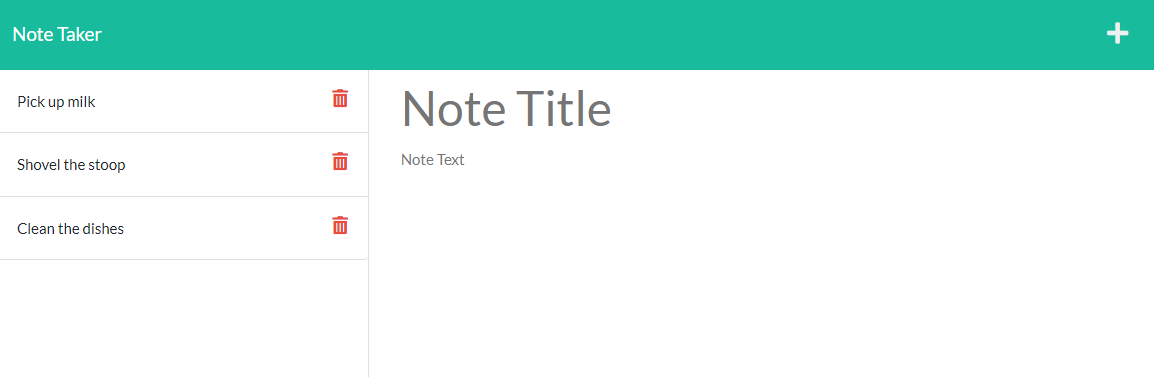 Note Taker
Pick up milk
Shovel the stoop
Clean the dishes
Note Title
Note Text